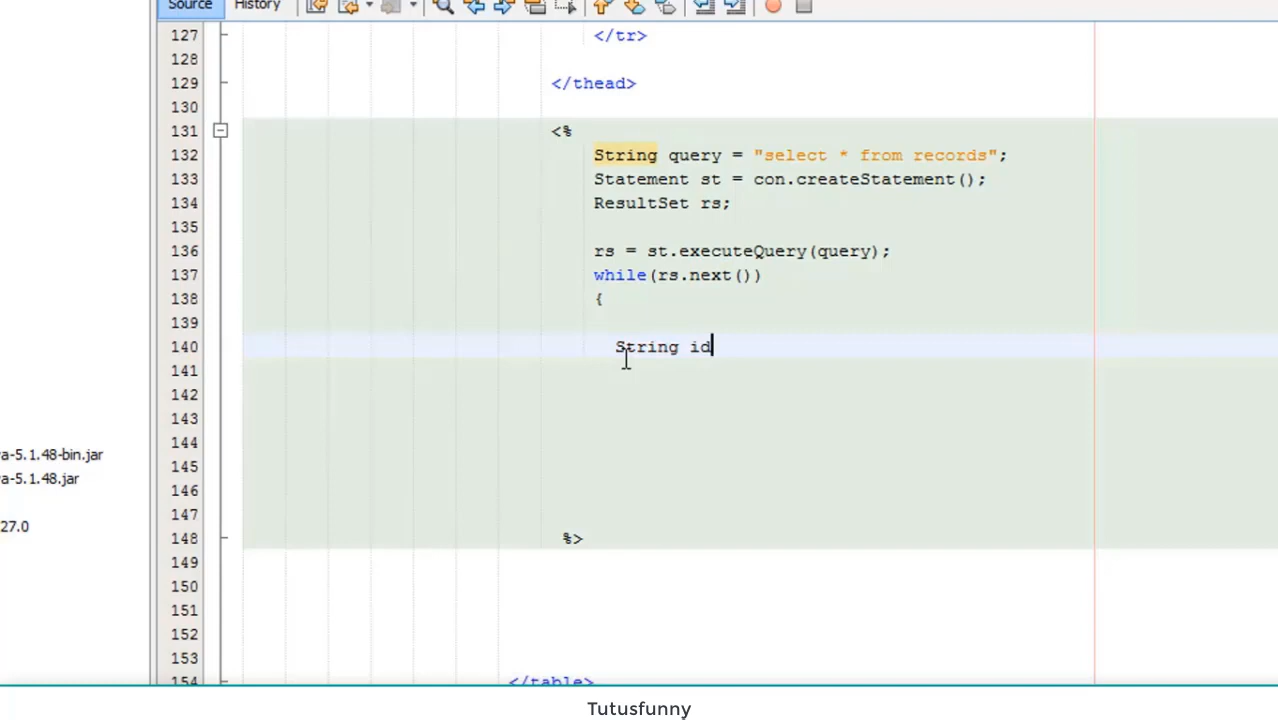 Source History
127 </tr>
128
129 </thead>
130
131 <%
132 String query = "select * from records";
133 Statement st = con.createStatement();
134 ResultSet rs;
135
136 rs = st.executeQuery(query);
137 while(rs.next())
138 {
139
140 String id
141
142
143
144
a-5.1.48-bin.jar
145
a-5.1.48.jar
146
147
27.0
148 %>
149
150
151
152
153
154 </table>
Tutusfunny